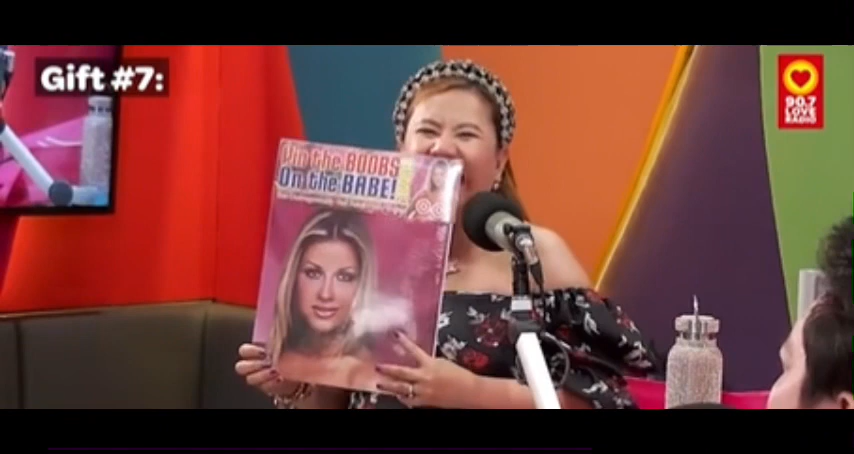 Gift #7:
90.7
LOVE
RADIO
Pin the BOOBS
On the BABE!